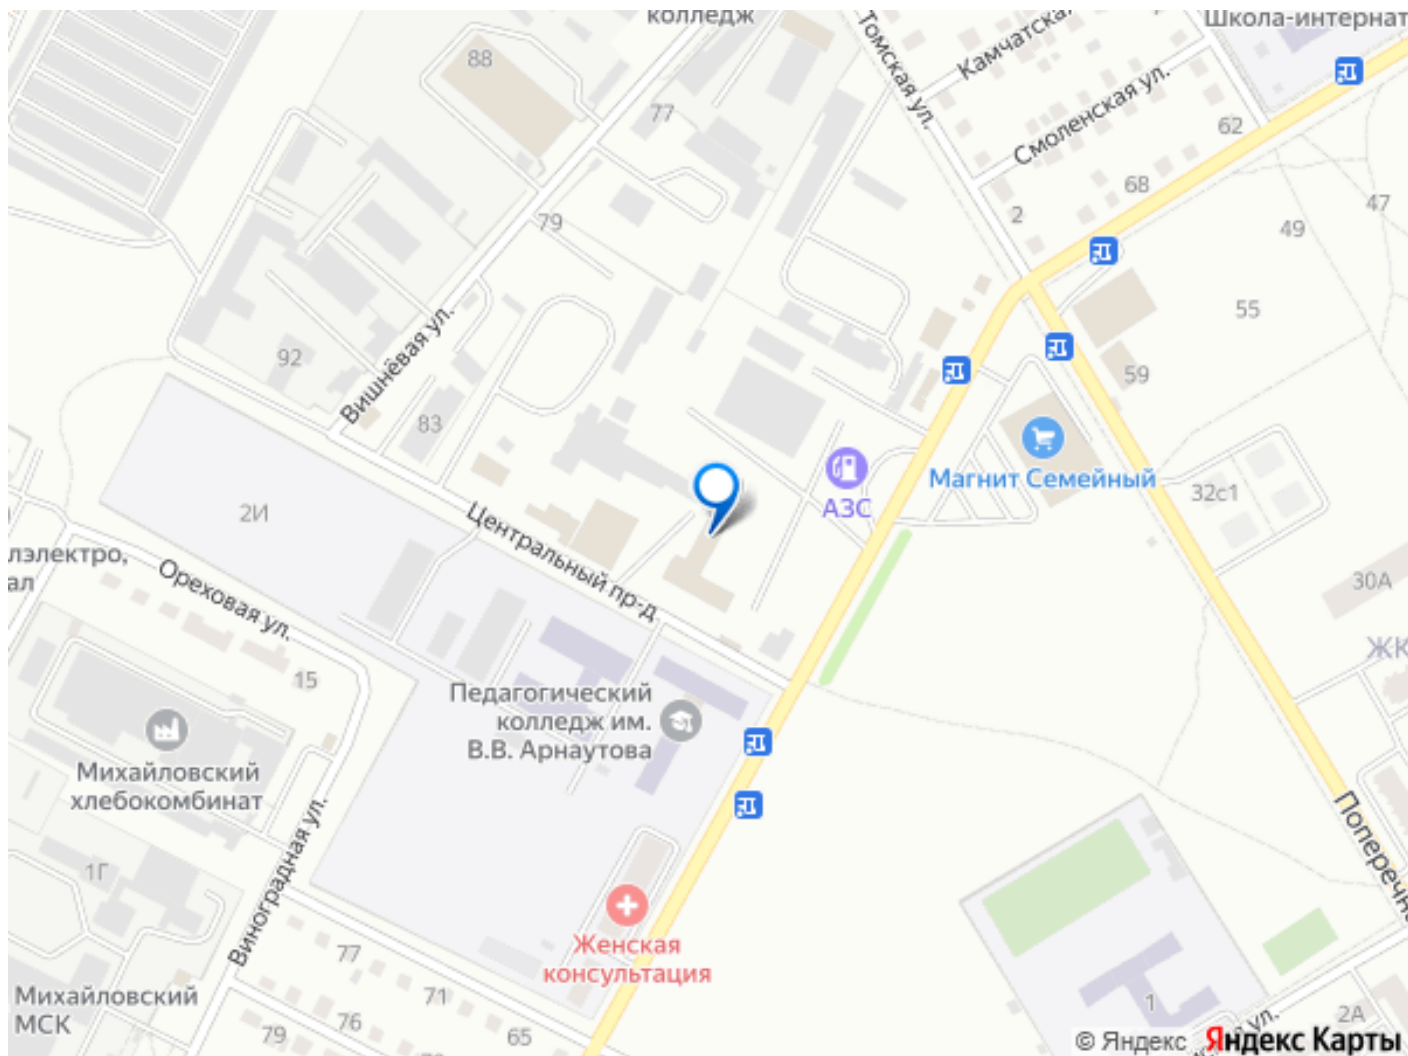 колледж
Школа-интернат
Томская ул.
Камчатская
88
77
Смоленская ул.
62
68
2
47
49
79
55
Вишнёвая ул.
92
59
83
Магнит Семейный
АЗС
32с1
2И
Центральный пр-д
лэлектро,
ал
Ореховая ул.
30А
ЖК
15
Педагогический
колледж им.
В.В. Арнаутова
Михайловский
хлебокомбинат
Поперечна
1Г
Виноградная ул.
Женская
консультация
77
71
65
76
79
Михайловский
МСК
1
2А
ул.
© Яндекс Яндекс Карты